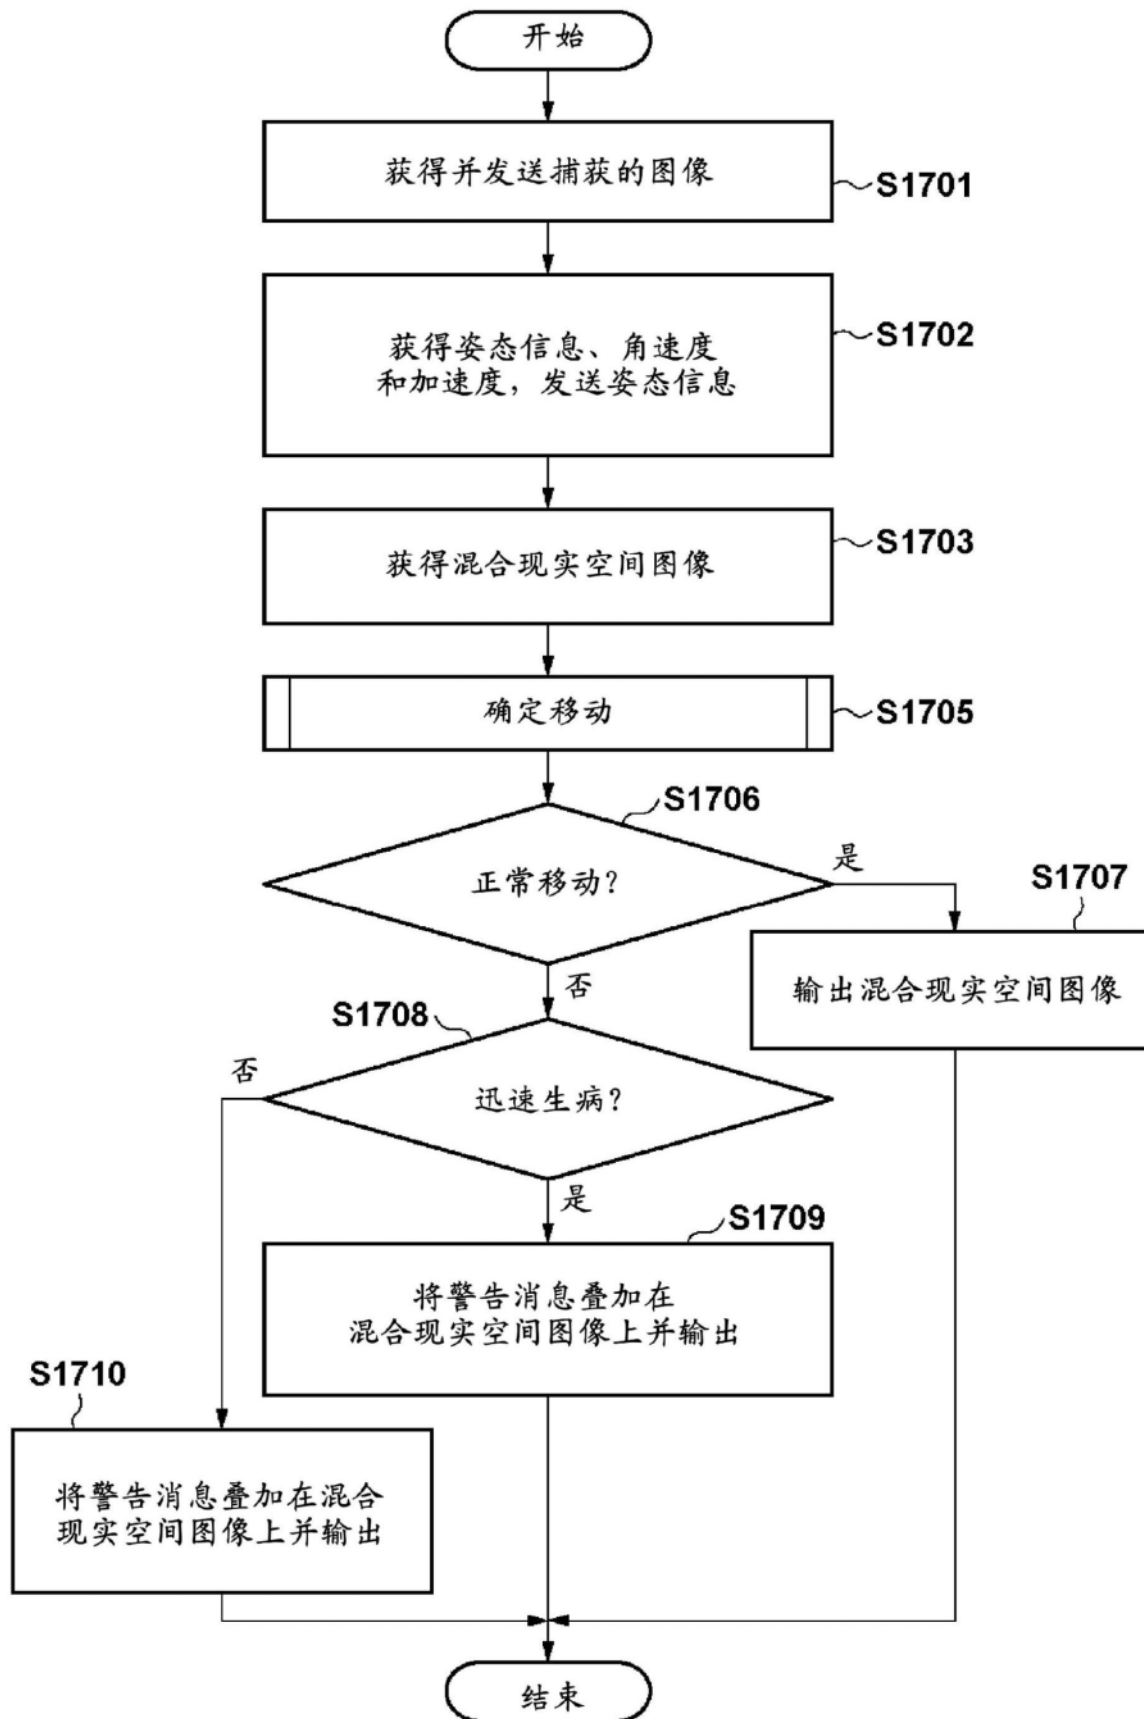 开始
获得并发送捕获的图像
S1701
获得姿态信息、角速度
和加速度，发送姿态信息
S1702
获得混合现实空间图像
S1703
确定移动
S1705
S1706
正常移动？
是
S1707
输出混合现实空间图像
否
S1708
否
迅速生病？
是
S1709
将警告消息叠加在
混合现实空间图像上并输出
S1710
将警告消息叠加在混合
现实空间图像上并输出
结束